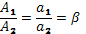 A₁/A₂ = a₁/a₂ = β